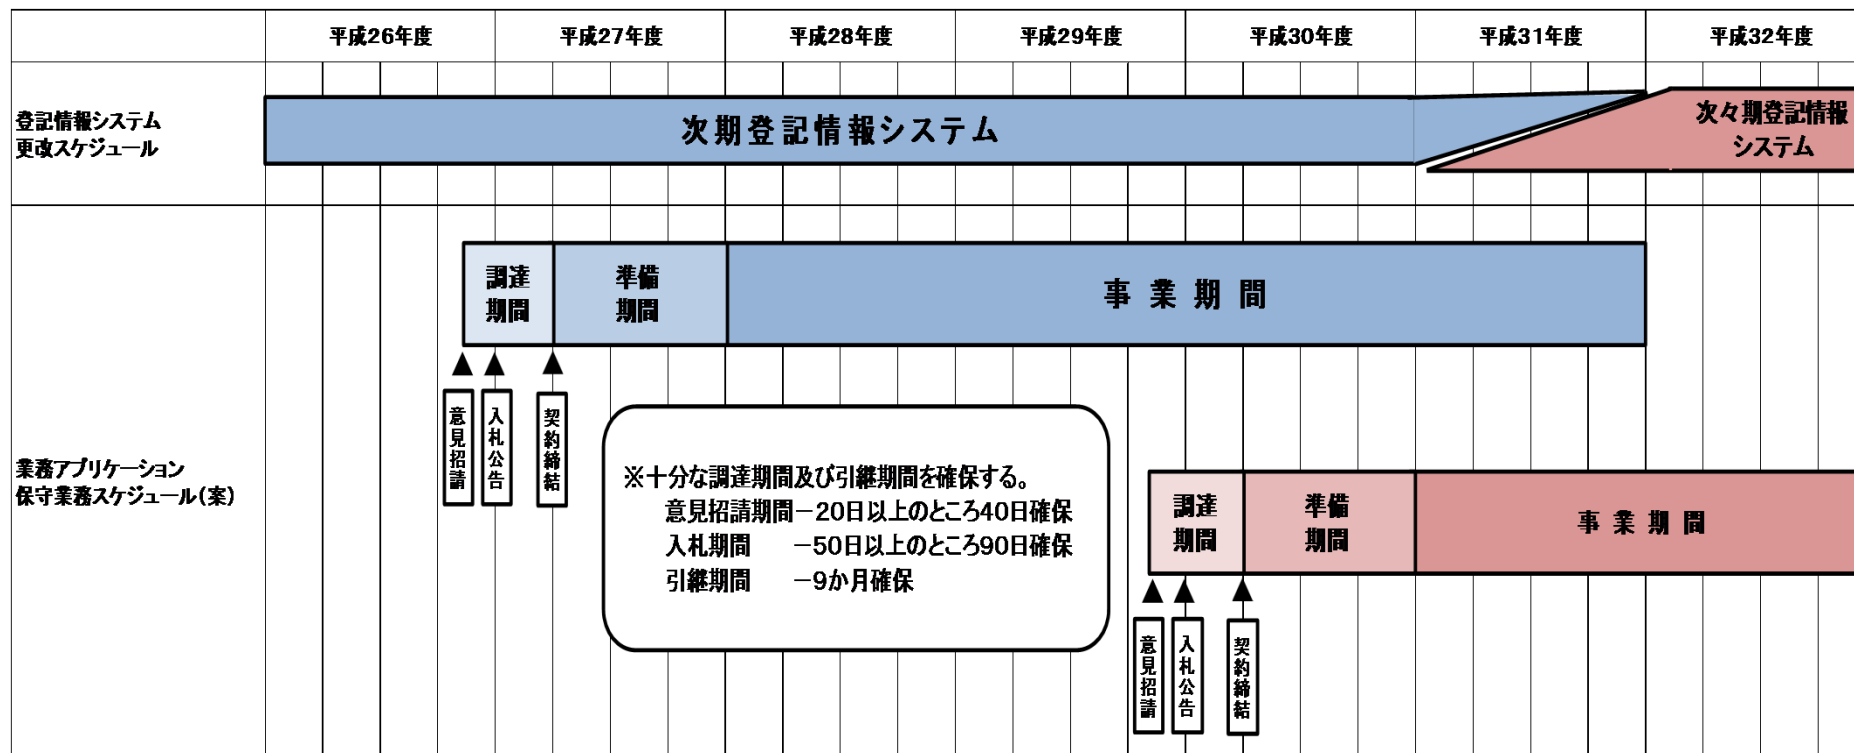 平成26年度
平成27年度
平成28年度
平成29年度
平成30年度
平成31年度
平成32年度
登記情報システム
更改スケジュール
次期登記情報システム
次々期登記情報
システム
調達
期間
準備
期間
事業期間
意見招請
入札公告
契約締結
業務アプリケーション
保守業務スケジュール(案)
※十分な調達期間及び引継期間を確保する。
意見招請期間－20日以上のところ40日確保
入札期間　　－50日以上のところ90日確保
引継期間　　－9か月確保
調達
期間
準備
期間
事業期間
意見招請
入札公告
契約締結